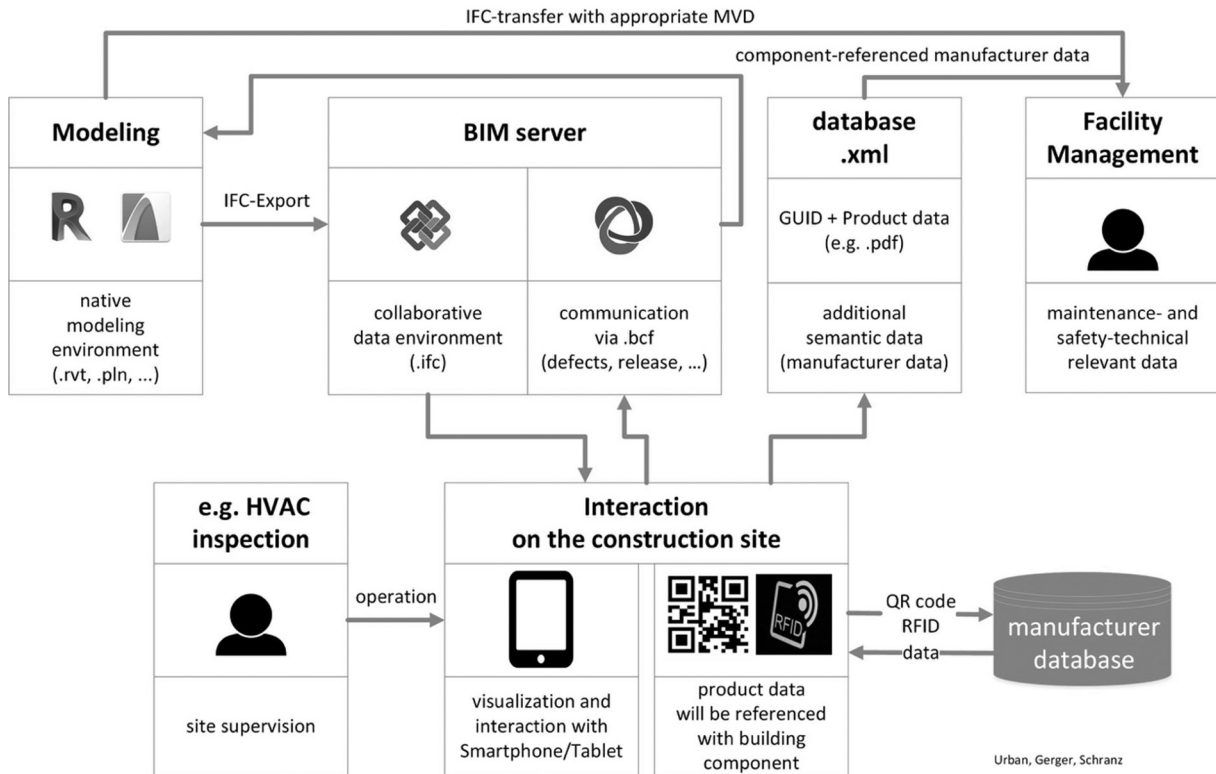 IFC-transfer with appropriate MVD
component-referenced manufacturer data
Modeling
IFC-Export
native
modeling
environment
(.rvt, .pln, ...)
BIM server
collaborative
data environment
(.ifc)
communication
via .bcf
(defects, release, ...)
database
.xml
GUID + Product data
(e.g. .pdf)
additional
semantic data
(manufacturer data)
Facility
Management
maintenance- and
safety-technical
relevant data
e.g. HVAC
inspection
site supervision
operation
Interaction
on the construction site
visualization and
interaction with
Smartphone/Tablet
RFID
product data
will be referenced
with building
component
QR code
RFID
data
manufacturer
database
Urban, Gerger, Schranz